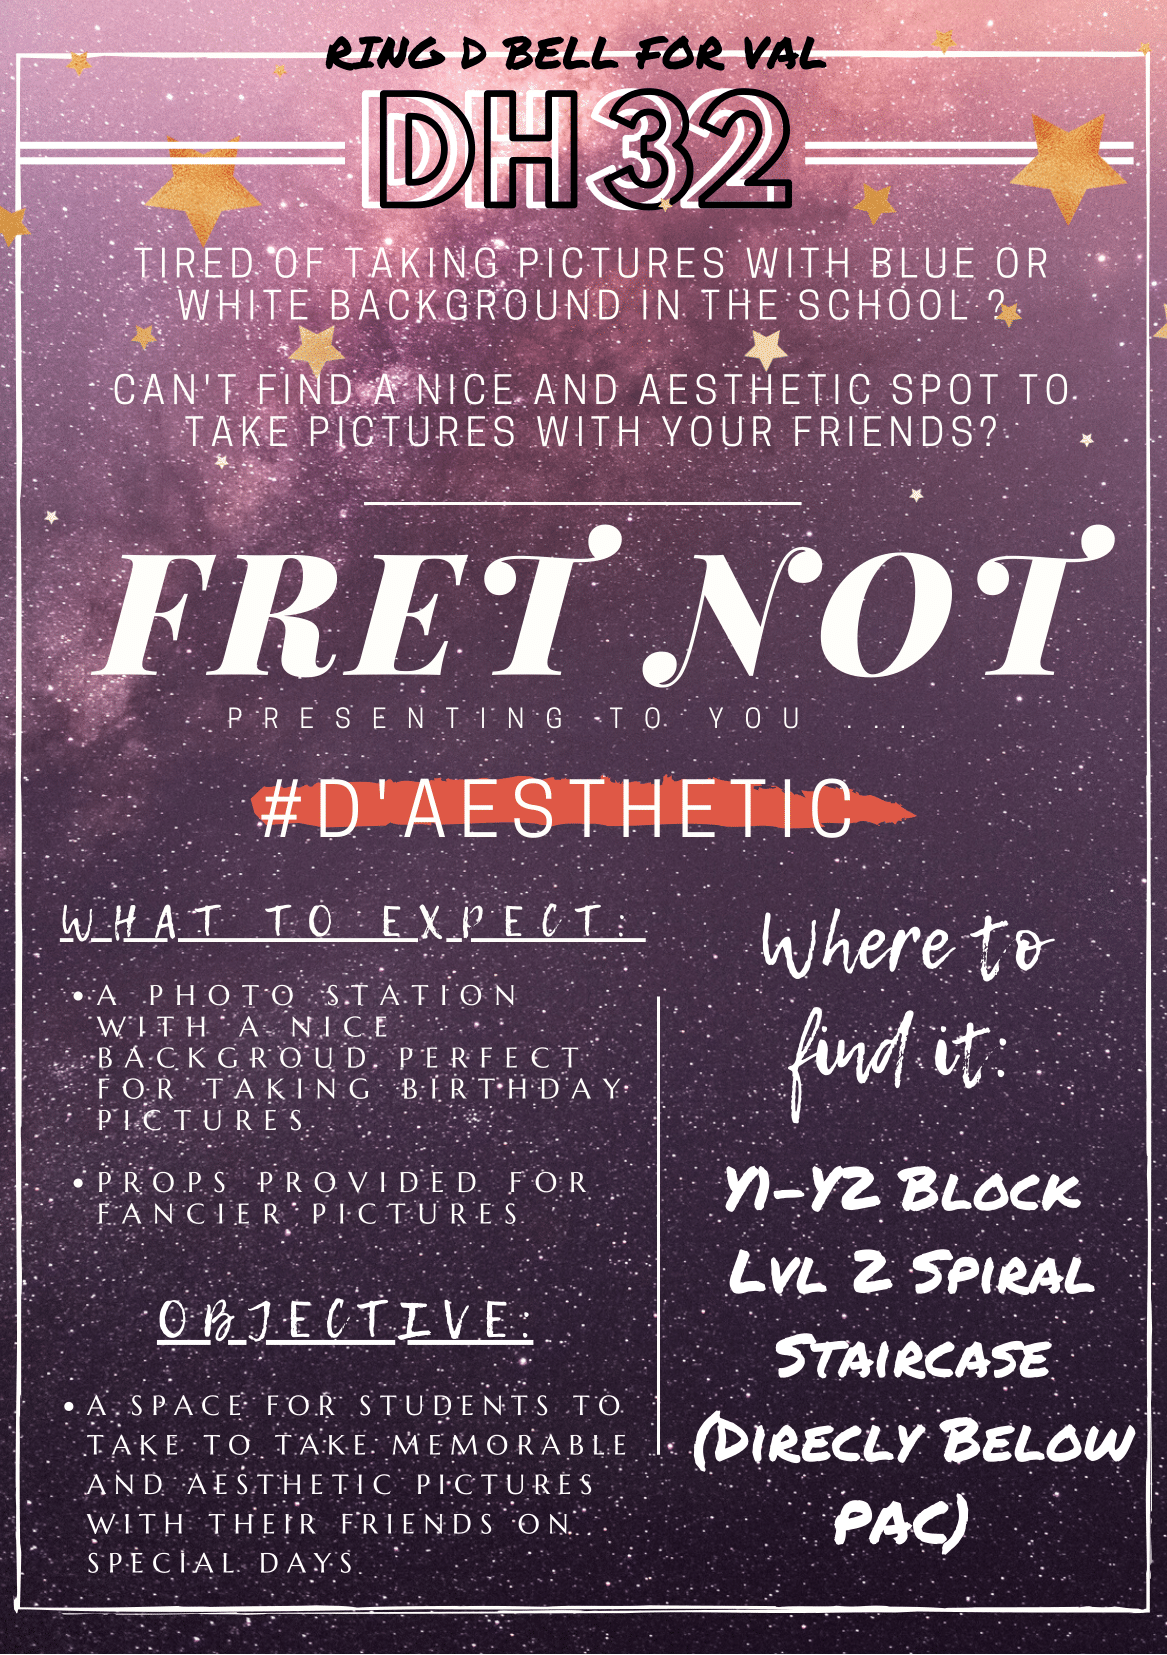 RING D BELL FOR VAL
DH 32
TIRED OF TAKING PICTURES WITH BLUE OR
WHITE BACKGROUND IN THE SCHOOL ?
CAN'T FIND A NICE AND AESTHETIC SPOT TO
TAKE PICTURES WITH YOUR FRIENDS?
FRET NOT
PRESENTING TO YOU ...
#D'AESTHETIC
WHAT TO EXPECT:
• A PHOTO STATION
WITH A NICE
BACKGROUD PERFECT
FOR TAKING BIRTHDAY
PICTURES
• PROPS PROVIDED FOR
FANCIER PICTURES
OBJECTIVE:
• A SPACE FOR STUDENTS TO
TAKE TO TAKE MEMORABLE
AND AESTHETIC PICTURES
WITH THEIR FRIENDS ON
SPECIAL DAYS
Where to
find it:
Y1-Y2 BLOCK
LVL 2 SPIRAL
STAIRCASE
(DIRECLY BELOW
PAC)